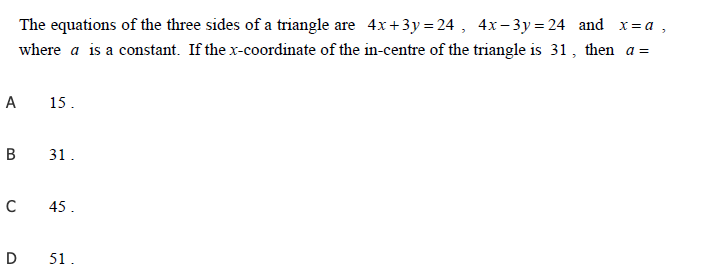 The equations of the three sides of a triangle are 4x+3y=24 , 4x−3y=24 and x=a ,
where a is a constant. If the x-coordinate of the in-centre of the triangle is 31 , then a =
A 15 .
B 31 .
C 45 .
D 51 .